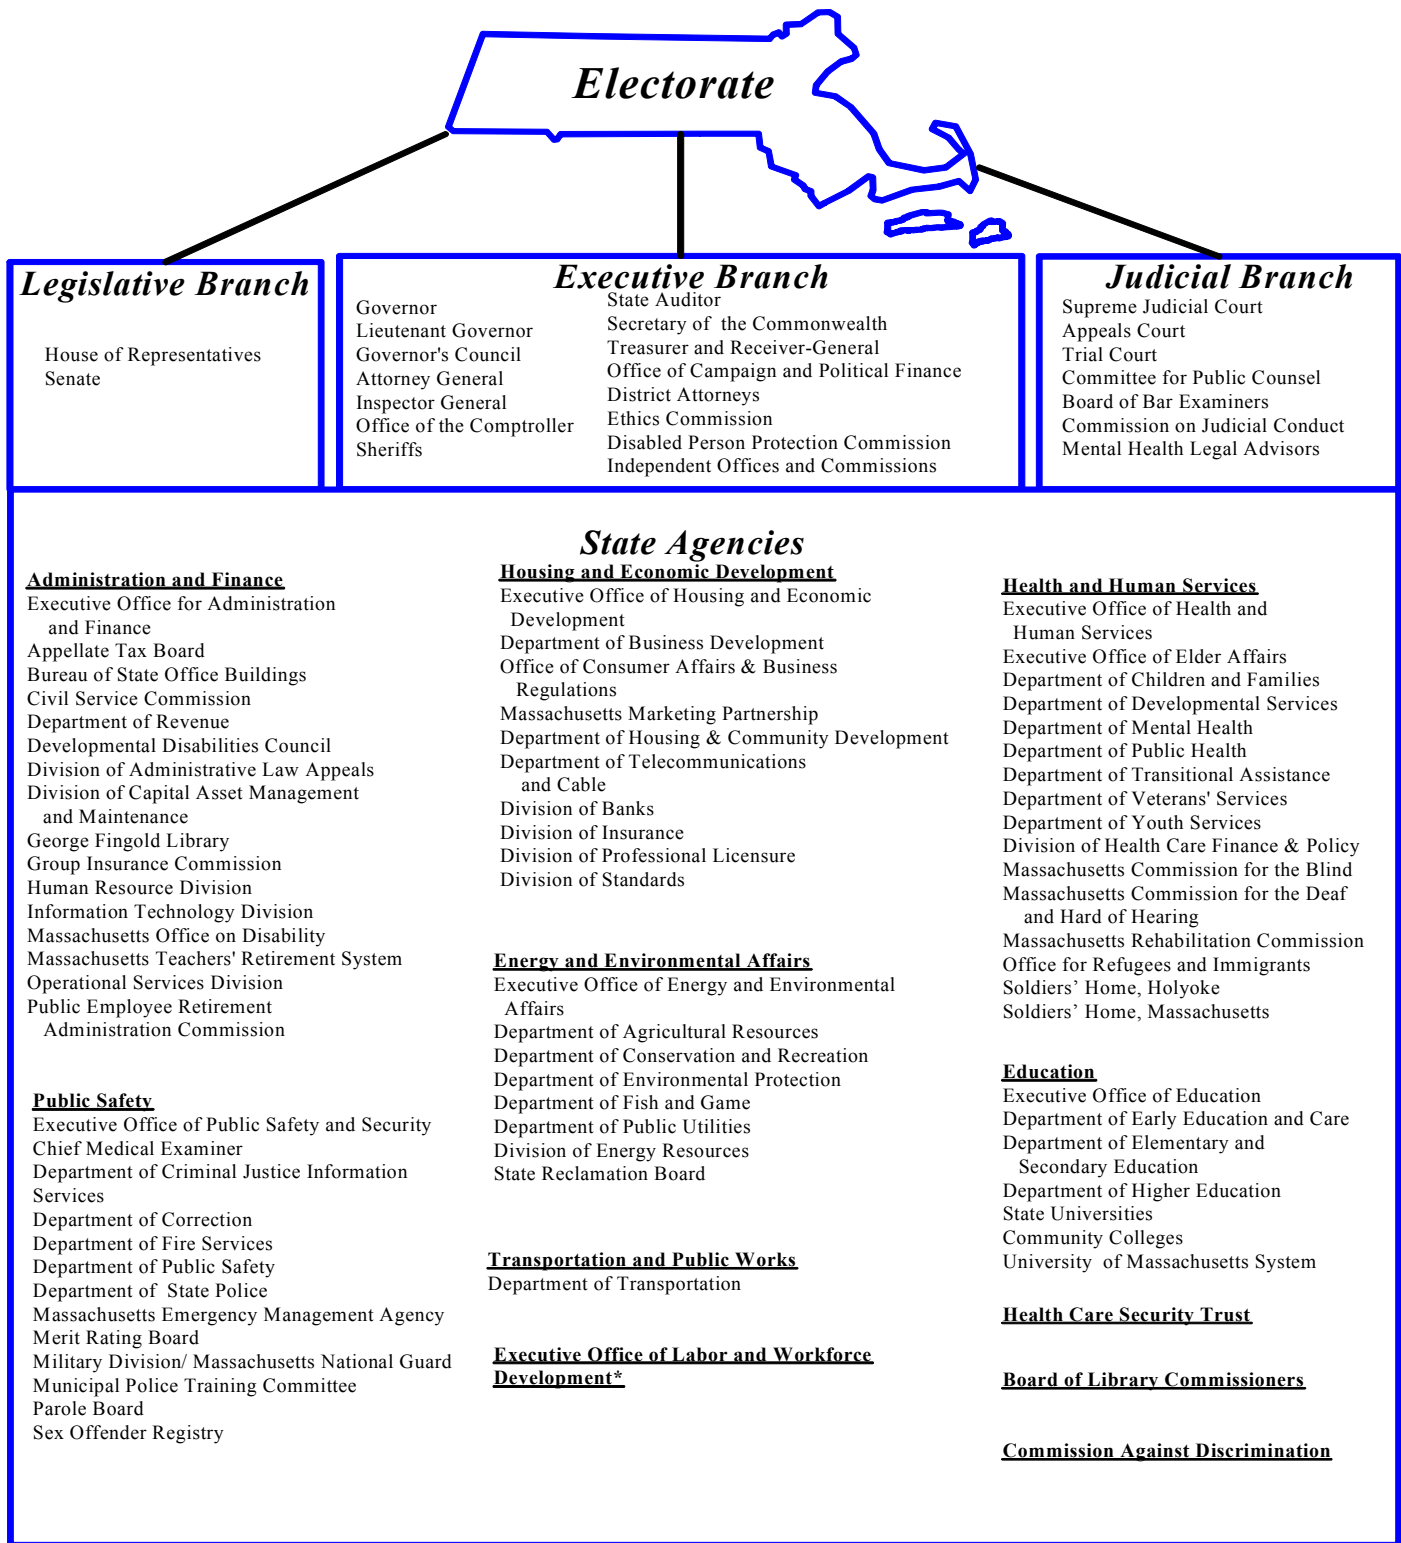 Electorate
Legislative Branch
House of Representatives
Senate
Executive Branch
Governor
Lieutenant Governor
Governor's Council
Attorney General
Inspector General
Office of the Comptroller
Sheriffs
State Auditor
Secretary of the Commonwealth
Treasurer and Receiver-General
Office of Campaign and Political Finance
District Attorneys
Ethics Commission
Disabled Person Protection Commission
Independent Offices and Commissions
Judicial Branch
Supreme Judicial Court
Appeals Court
Trial Court
Committee for Public Counsel
Board of Bar Examiners
Commission on Judicial Conduct
Mental Health Legal Advisors
State Agencies
Administration and Finance
Executive Office for Administration
and Finance
Appellate Tax Board
Bureau of State Office Buildings
Civil Service Commission
Department of Revenue
Developmental Disabilities Council
Division of Administrative Law Appeals
Division of Capital Asset Management
and Maintenance
George Fingold Library
Group Insurance Commission
Human Resource Division
Information Technology Division
Massachusetts Office on Disability
Massachusetts Teachers' Retirement System
Operational Services Division
Public Employee Retirement
Administration Commission
Public Safety
Executive Office of Public Safety and Security
Chief Medical Examiner
Department of Criminal Justice Information
Services
Department of Correction
Department of Fire Services
Department of Public Safety
Department of State Police
Massachusetts Emergency Management Agency
Merit Rating Board
Military Division/ Massachusetts National Guard
Municipal Police Training Committee
Parole Board
Sex Offender Registry
Housing and Economic Development
Executive Office of Housing and Economic
Development
Department of Business Development
Office of Consumer Affairs & Business
Regulations
Massachusetts Marketing Partnership
Department of Housing & Community Development
Department of Telecommunications
and Cable
Division of Banks
Division of Insurance
Division of Professional Licensure
Division of Standards
Energy and Environmental Affairs
Executive Office of Energy and Environmental
Affairs
Department of Agricultural Resources
Department of Conservation and Recreation
Department of Environmental Protection
Department of Fish and Game
Department of Public Utilities
Division of Energy Resources
State Reclamation Board
Transportation and Public Works
Department of Transportation
Executive Office of Labor and Workforce
Development*
Health and Human Services
Executive Office of Health and
Human Services
Executive Office of Elder Affairs
Department of Children and Families
Department of Developmental Services
Department of Mental Health
Department of Public Health
Department of Transitional Assistance
Department of Veterans' Services
Department of Youth Services
Division of Health Care Finance & Policy
Massachusetts Commission for the Blind
Massachusetts Commission for the Deaf
and Hard of Hearing
Massachusetts Rehabilitation Commission
Office for Refugees and Immigrants
Soldiers’ Home, Holyoke
Soldiers’ Home, Massachusetts
Education
Executive Office of Education
Department of Early Education and Care
Department of Elementary and
Secondary Education
Department of Higher Education
State Universities
Community Colleges
University of Massachusetts System
Health Care Security Trust
Board of Library Commissioners
Commission Against Discrimination